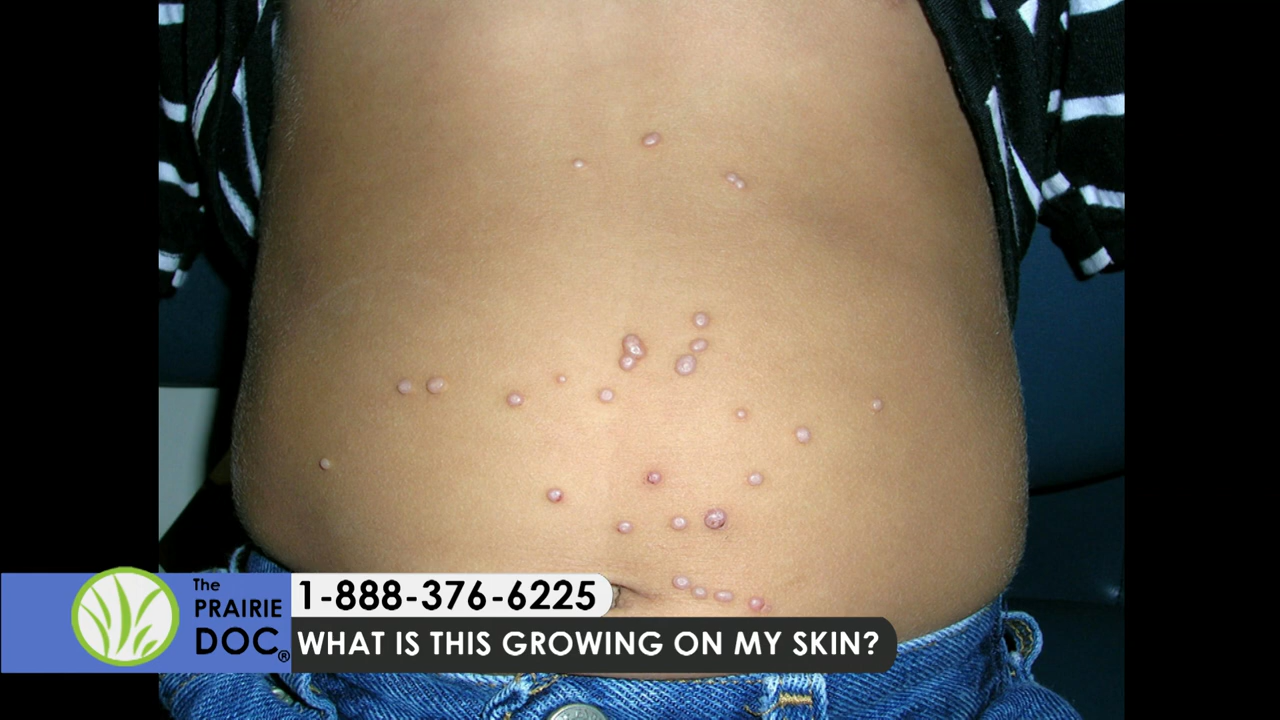 The
PRAIRIE
DOC®
1-888-376-6225
WHAT IS THIS GROWING ON MY SKIN?